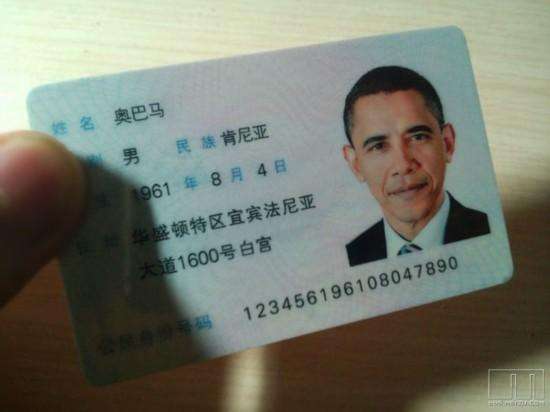 姓名 奥巴马
别 男 民族 肯尼亚
1961 年 8 月 4 日
住址 华盛顿特区宜宾法尼亚
大道1600号白宫
公民身份号码 123456196108047890